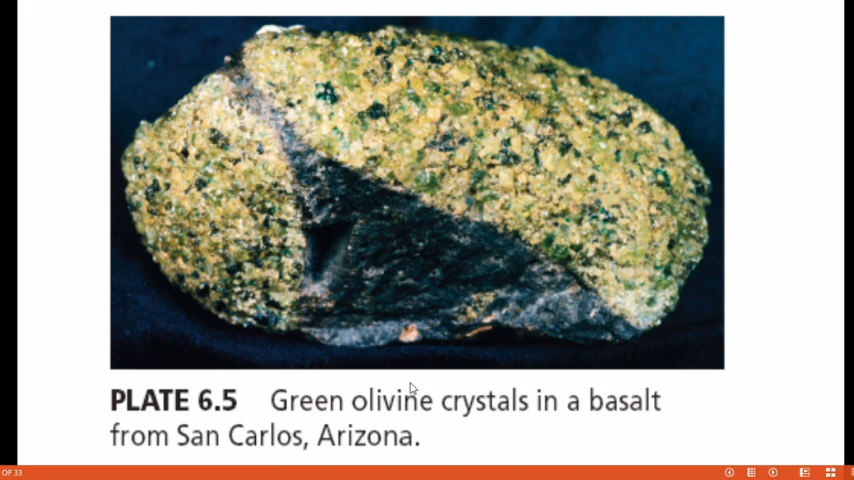 PLATE 6.5 Green olivine crystals in a basalt
from San Carlos, Arizona.
OF 33